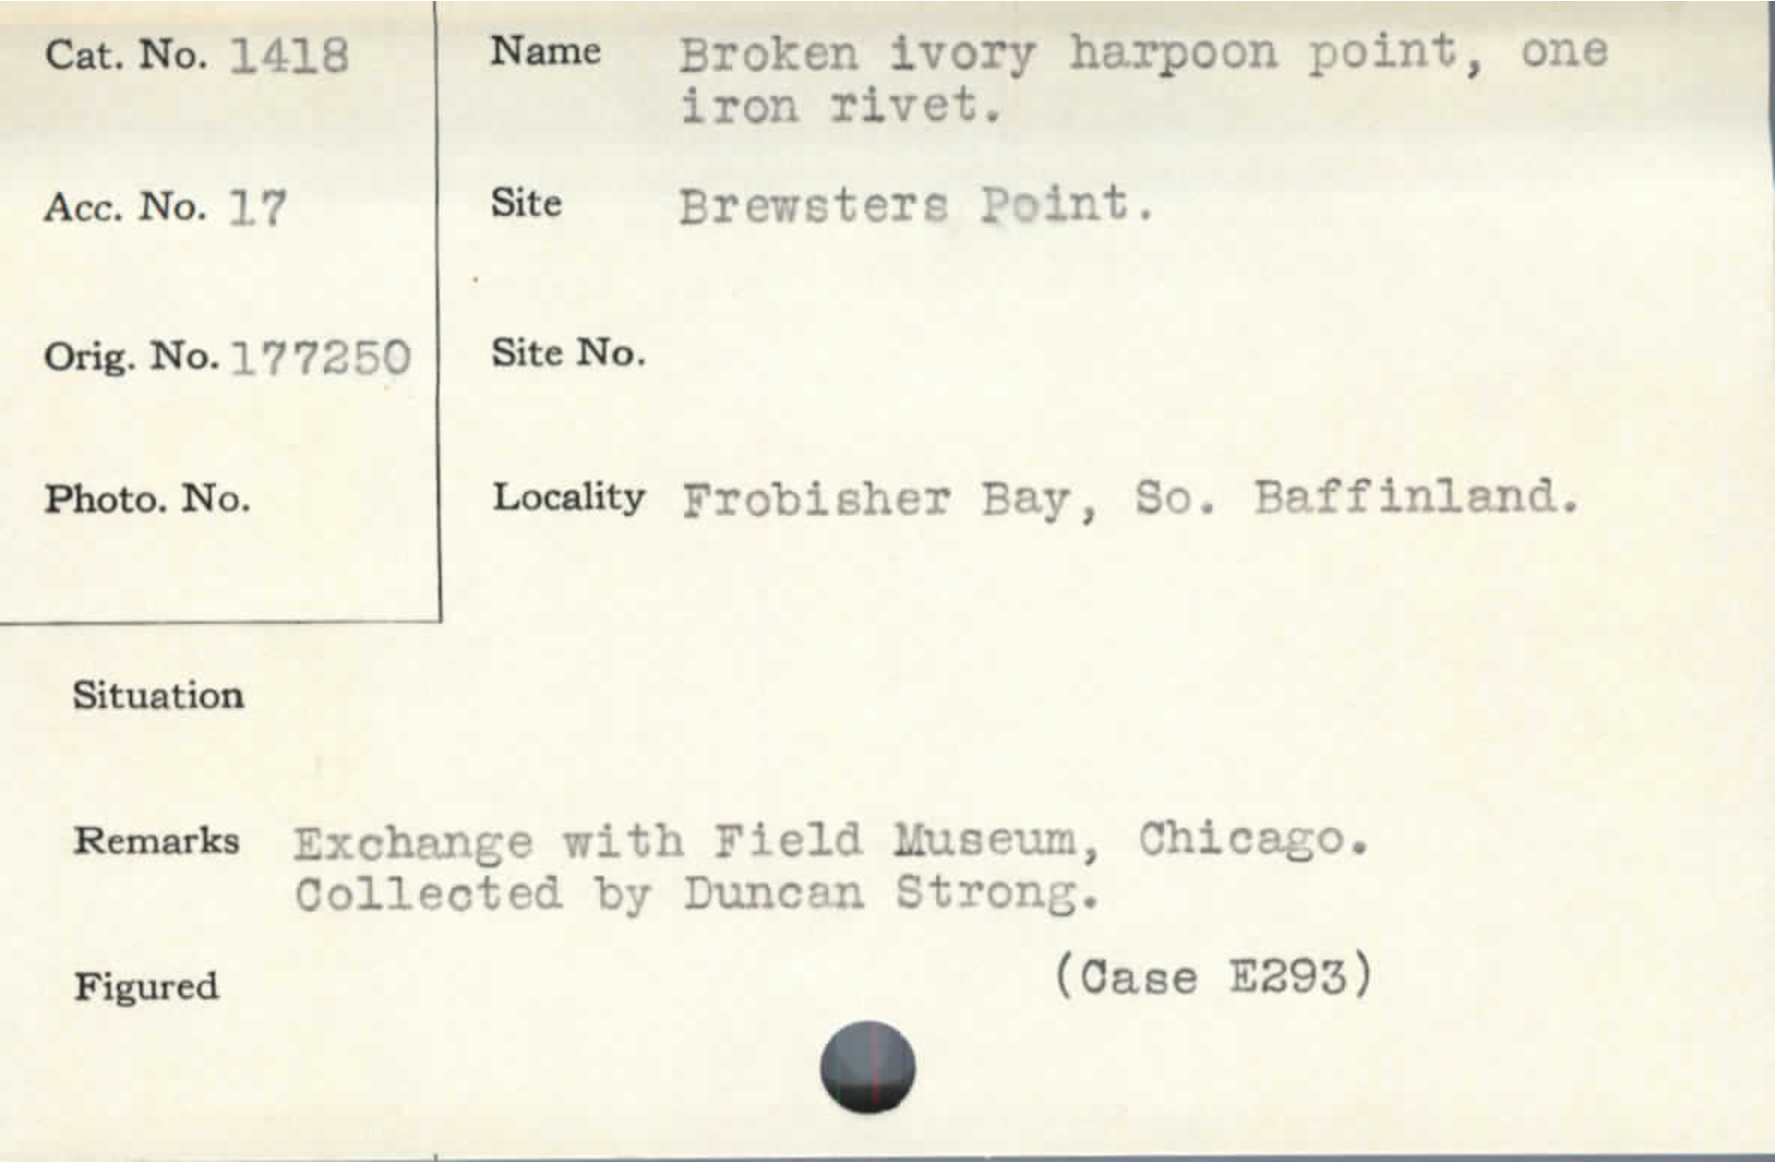 Cat. No. 1418
Name Broken ivory harpoon point, one
iron rivet.
Acc. No. 17
Site Brewsters Point.
Orig. No. 177250
Site No.
Photo. No.
Locality Frobisher Bay, So. Baffinland.
Situation
Remarks Exchange with Field Museum, Chicago.
Collected by Duncan Strong.
Figured
(Case E293)